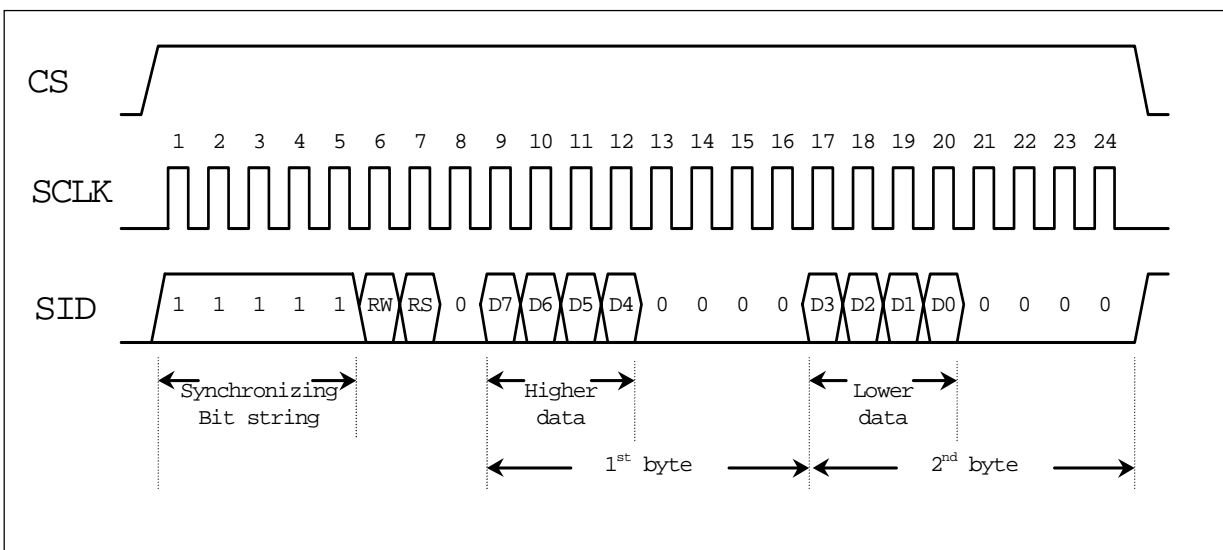 CS
1 2 3 4 5 6 7 8 9 10 11 12 13 14 15 16 17 18 19 20 21 22 23 24
SCLK
SID 1 1 1 1 1 RW RS 0 D7 D6 D5 D4 0 0 0 0 D3 D2 D1 D0 0 0 0 0
Synchronizing Higher Lower
Bit string data data
1st byte 2nd byte